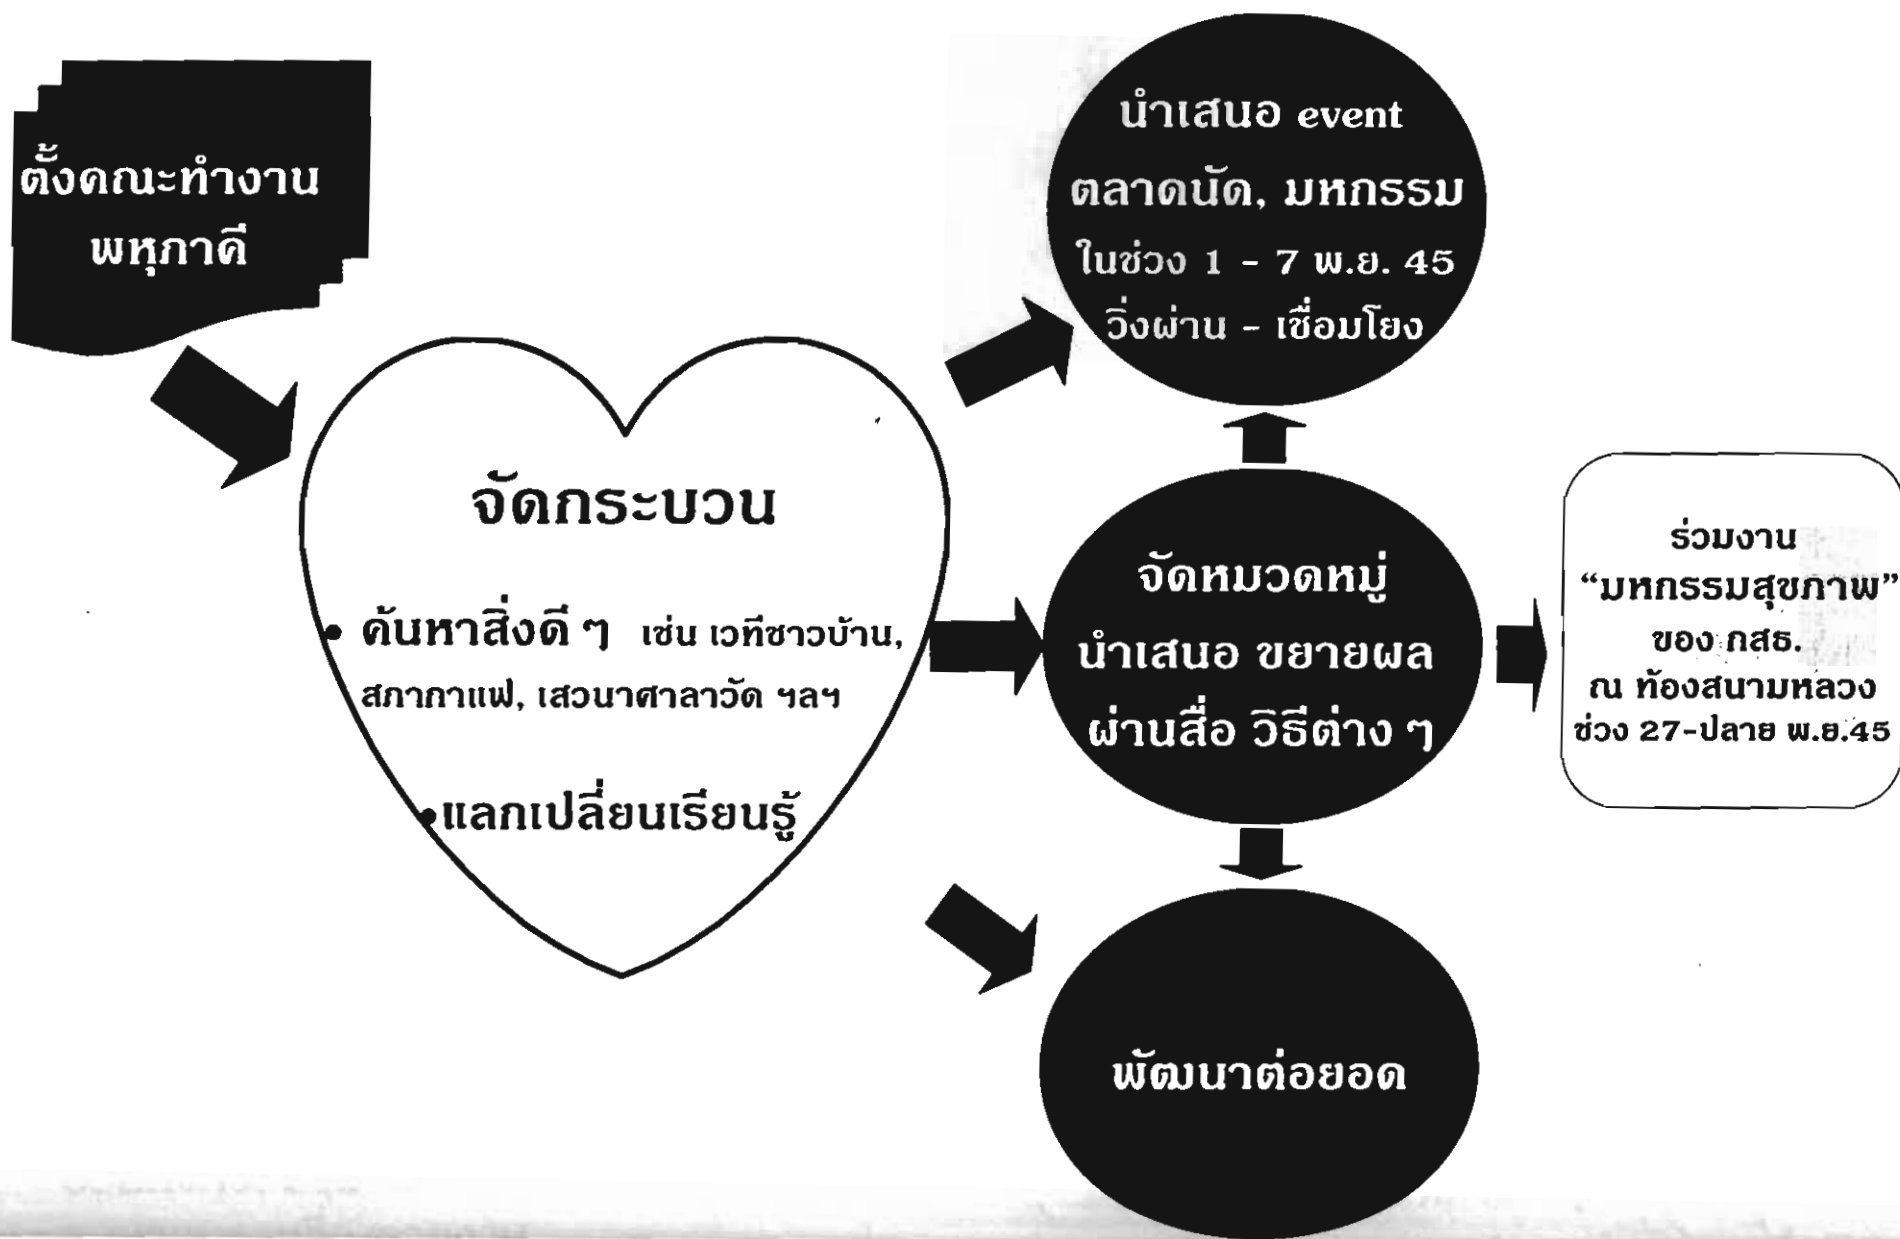 ตั้งคณะทำงาน
พหุภาคี
จัดกระบวน
• ค้นหาสิ่งดี ๆ เช่น เวทีชาวบ้าน,
สภากาแฟ, เสวนาศาลาวัด ฯลฯ
•แลกเปลี่ยนเรียนรู้
นำเสนอ event
ตลาดนัด, มหกรรม
ในช่วง 1 - 7 พ.ย. 45
วิ่งผ่าน - เชื่อมโยง
จัดหมวดหมู่
นำเสนอ ขยายผล
ผ่านสื่อ วิธีต่าง ๆ
พัฒนาต่อยอด
ร่วมงาน
“มหกรรมสุขภาพ”
ของ กสธ.
ณ ท้องสนามหลวง
ช่วง 27-ปลาย พ.ย.45